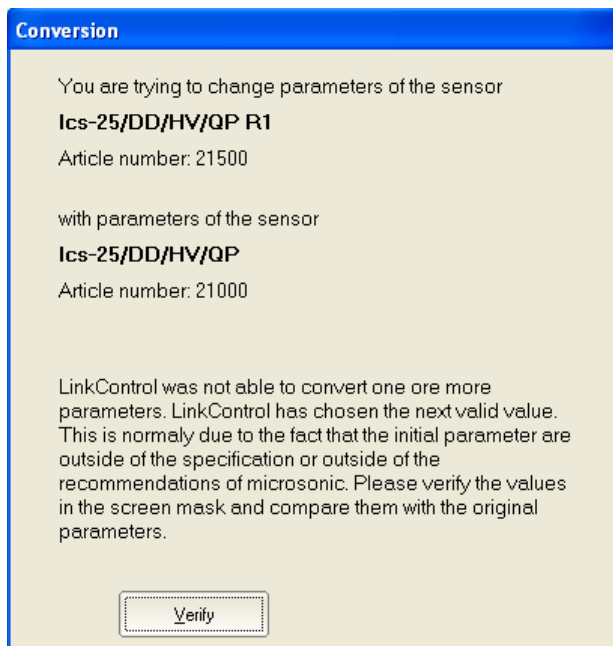 Conversion
You are trying to change parameters of the sensor
lcs-25/DD/HV/QP R1
Article number: 21500
with parameters of the sensor
lcs-25/DD/HV/QP
Article number: 21000
LinkControl was not able to convert one ore more
parameters. LinkControl has chosen the next valid value.
This is normaly due to the fact that the initial parameter are
outside of the specification or outside of the
recommendations of microsonic. Please verify the values
in the screen mask and compare them with the original
parameters.
Verify